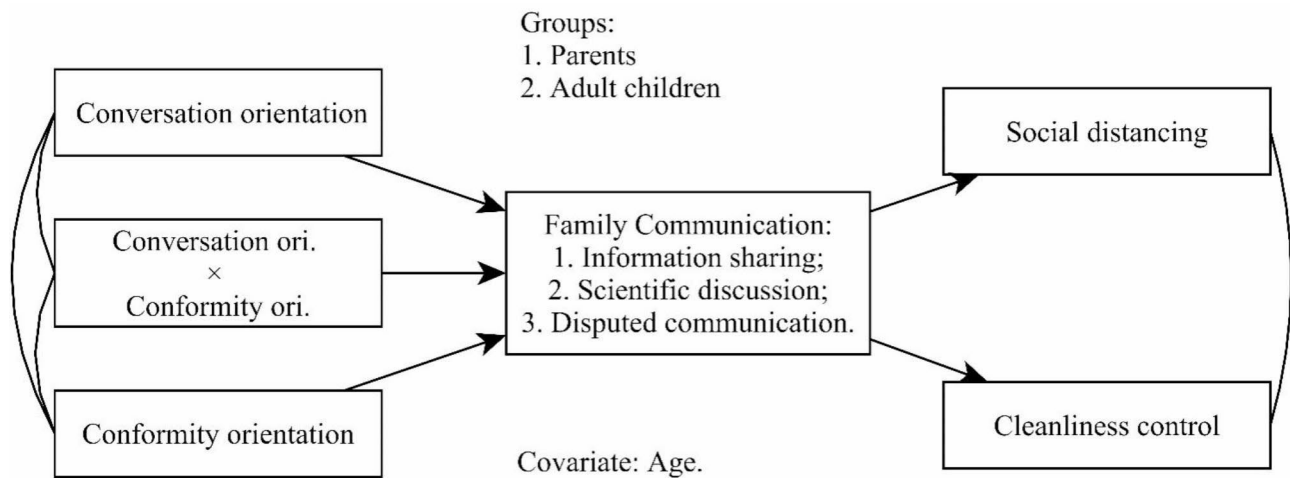 Groups:
1. Parents
2. Adult children
Conversation orientation
Conversation ori.
×
Conformity ori.
Conformity orientation
Family Communication:
1. Information sharing;
2. Scientific discussion;
3. Disputed communication.
Social distancing
Cleanliness control
Covariate: Age.